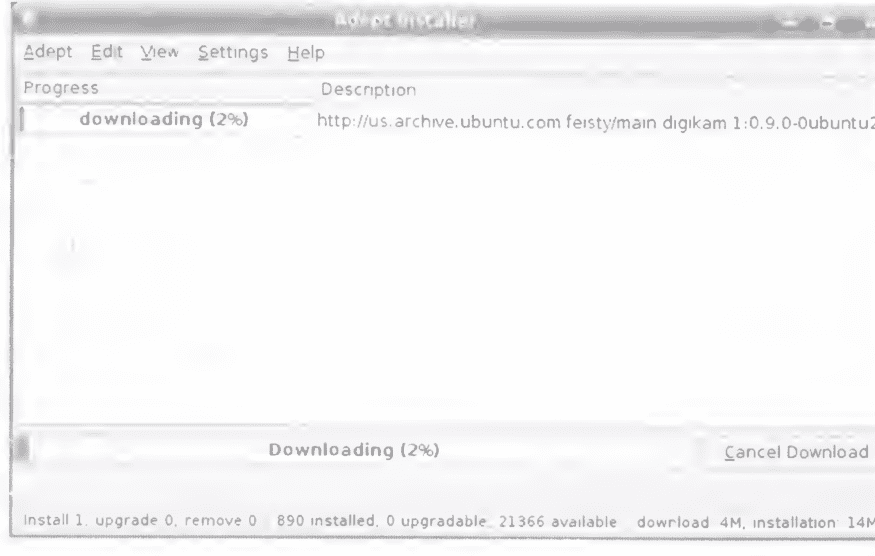 Adept Installer
Adept Edit View Settings Help
Progress Description
downloading (2%) http://us.archive.ubuntu.com feisty/main digikam 1:0.9.0-0ubuntu2
Downloading (2%) Cancel Download
Install 1, upgrade 0, remove 0 890 installed, 0 upgradable, 21366 available download 4M, installation 14M